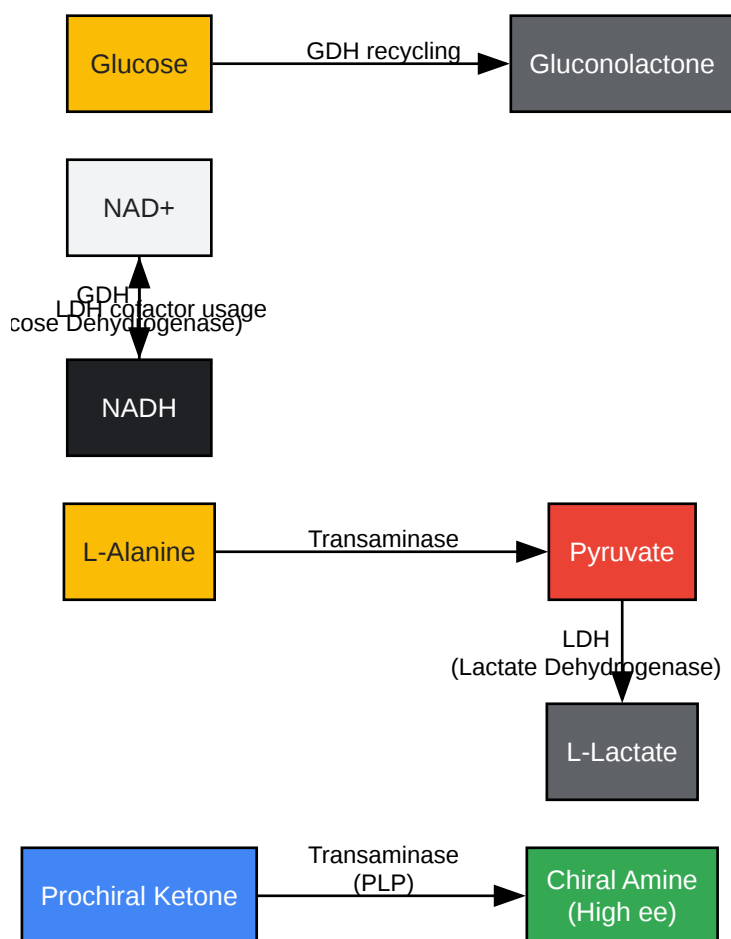 Glucose
GDH recycling
Gluconolactone
NAD+
GDH
LDH cofactor usage
cose Dehydrogenase)
NADH
L-Alanine
Transaminase
Pyruvate
LDH
(Lactate Dehydrogenase)
L-Lactate
Prochiral Ketone
Transaminase
(PLP)
Chiral Amine
(High ee)